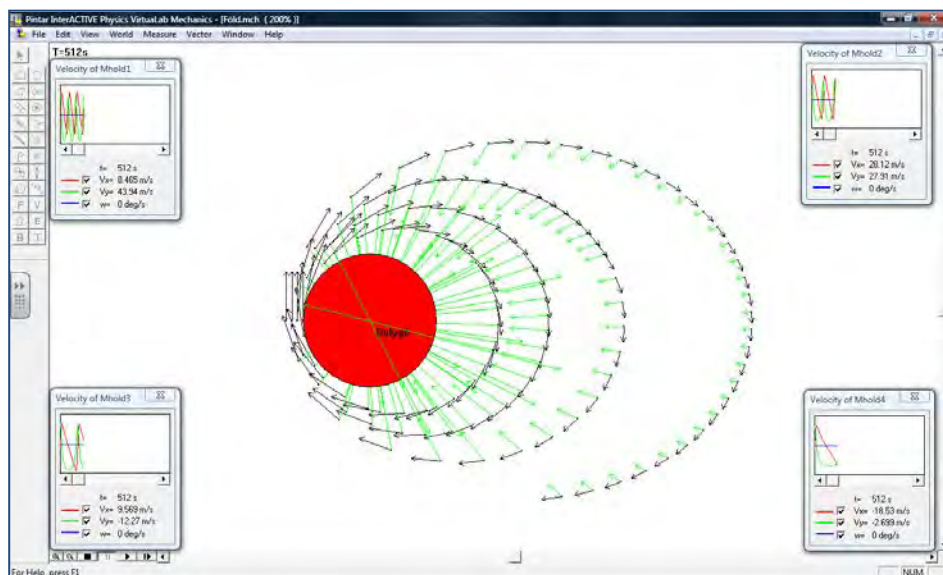 Pintar InterACTIVE Physics VirtuaLab Mechanics - [Föld.mch ( 200% )]
File Edit View World Measure Vector Window Help
T=512s
Velocity of Mhold1
t= 512 s
Vx= 8.465 m/s
Vy= 43.94 m/s
w= 0 deg/s
Velocity of Mhold2
t= 512 s
Vx= 28.12 m/s
Vy= 27.91 m/s
w= 0 deg/s
Velocity of Mhold3
t= 512 s
Vx= 9.569 m/s
Vy= -12.27 m/s
w= 0 deg/s
Velocity of Mhold4
t= 512 s
Vx= -18.53 m/s
Vy= -2.699 m/s
w= 0 deg/s
For Help, press F1
NUM